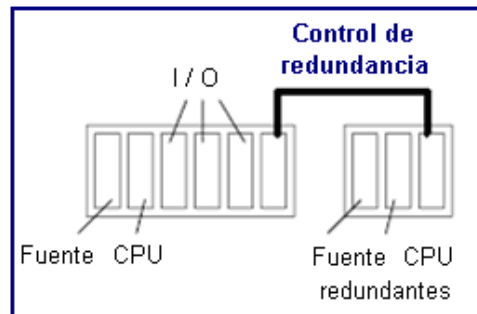 Control de
redundancia
I / O
Fuente CPU
Fuente CPU
redundantes